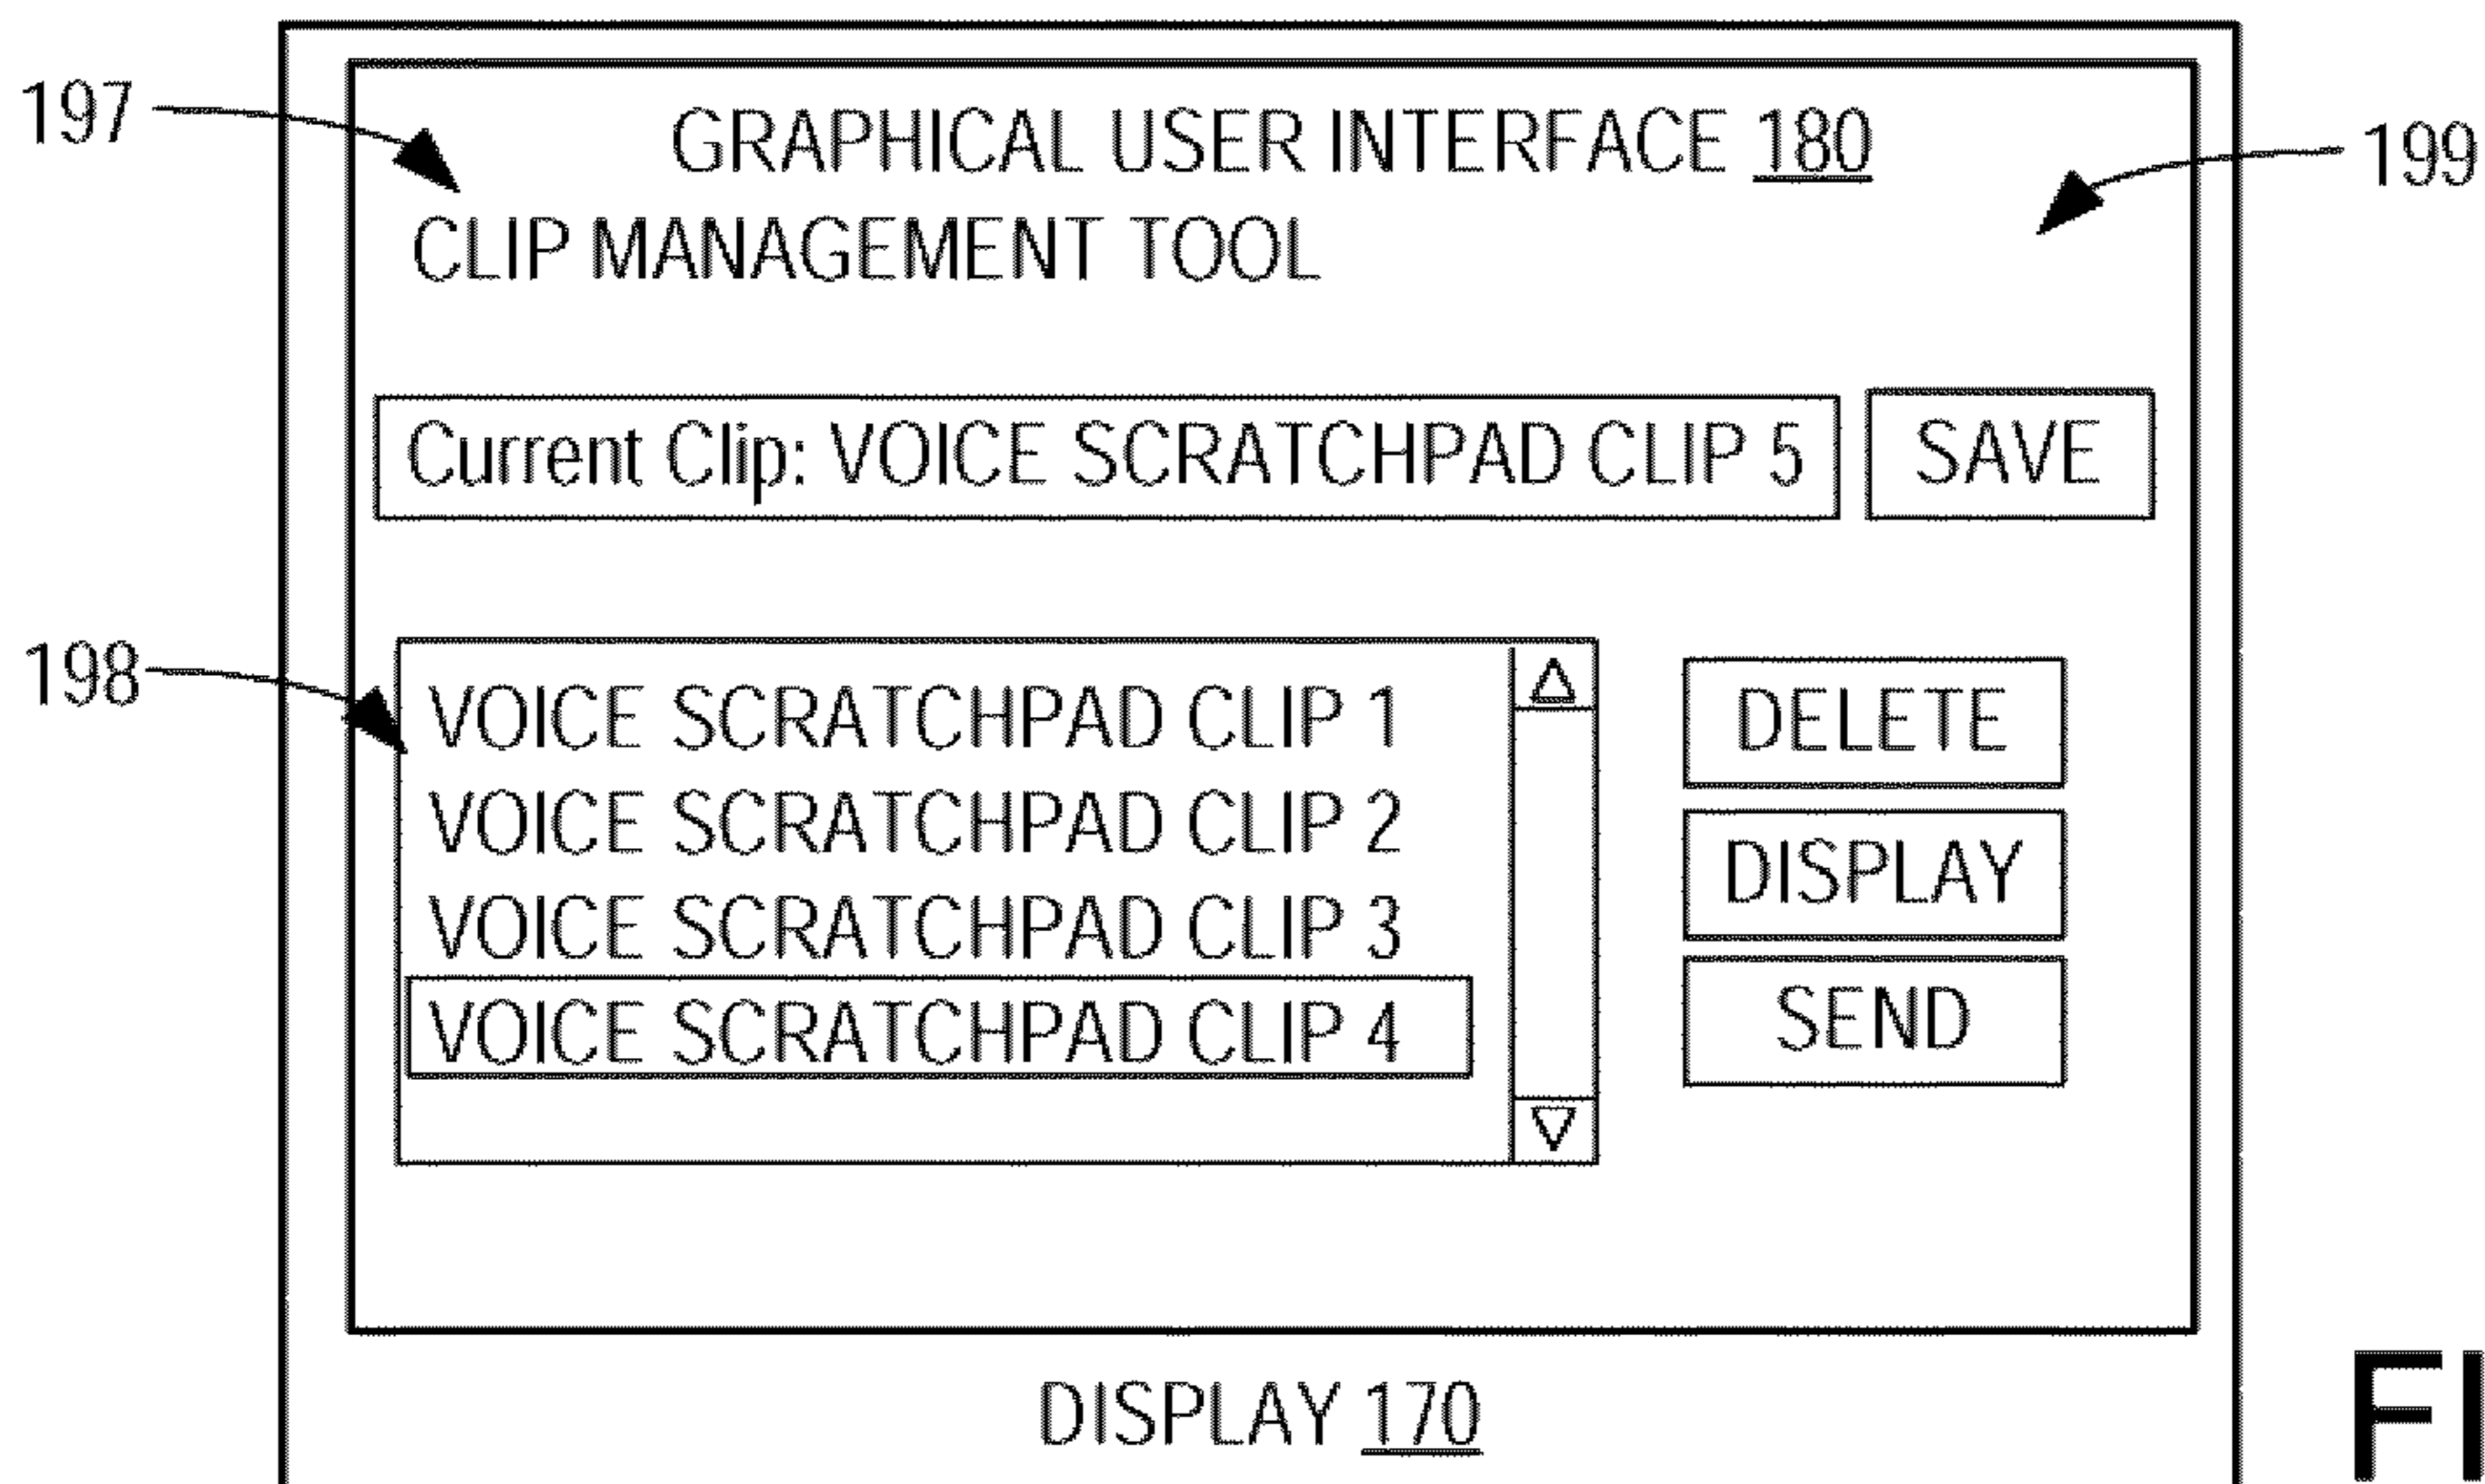 197
GRAPHICAL USER INTERFACE 180
199
CLIP MANAGEMENT TOOL
Current Clip: VOICE SCRATCHPAD CLIP 5
SAVE
198
VOICE SCRATCHPAD CLIP 1
VOICE SCRATCHPAD CLIP 2
VOICE SCRATCHPAD CLIP 3
VOICE SCRATCHPAD CLIP 4
DELETE
DISPLAY
SEND
DISPLAY 170
FI